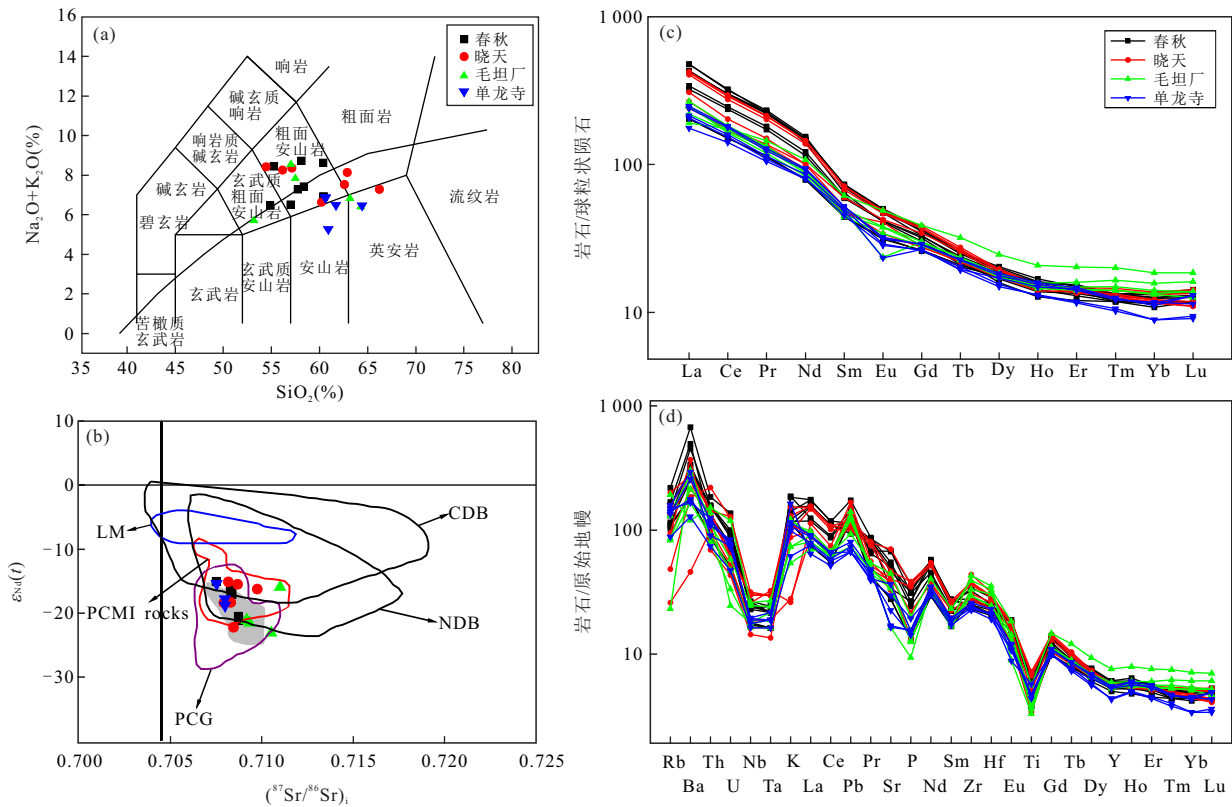 (a)
16
14
12
10
8
6
4
2
0
Na₂O+K₂O(%)
35
40
45
50
55
60
65
70
75
80
SiO₂(%)
春秋
晓天
毛坦厂
单龙寺
响岩
碱玄质
响岩
响岩质
碱玄岩
碱玄岩
碧玄岩
粗面岩
粗面
安山岩
玄武质
粗面
安山岩
流纹岩
英安岩
安山岩
玄武质
安山岩
玄武岩
苦橄质
玄武岩
(c)
1 000
100
10
岩石/球粒状陨石
春秋
晓天
毛坦厂
单龙寺
La Ce Pr Nd Sm Eu Gd Tb Dy Ho Er Tm Yb Lu
(b)
10
0
−10
−20
−30
εNd(t)
LM
CDB
PCMI rocks
NDB
PCG
0.700
0.705
0.710
0.715
0.720
0.725
(⁸⁷Sr/⁸⁶Sr)i
(d)
1 000
100
10
岩石/原始地幔
Rb Th Nb K Ce Pr P Sm Hf Ti Tb Y Er Yb
Ba U Ta La Pb Sr Nd Zr Eu Gd Dy Ho Tm Lu